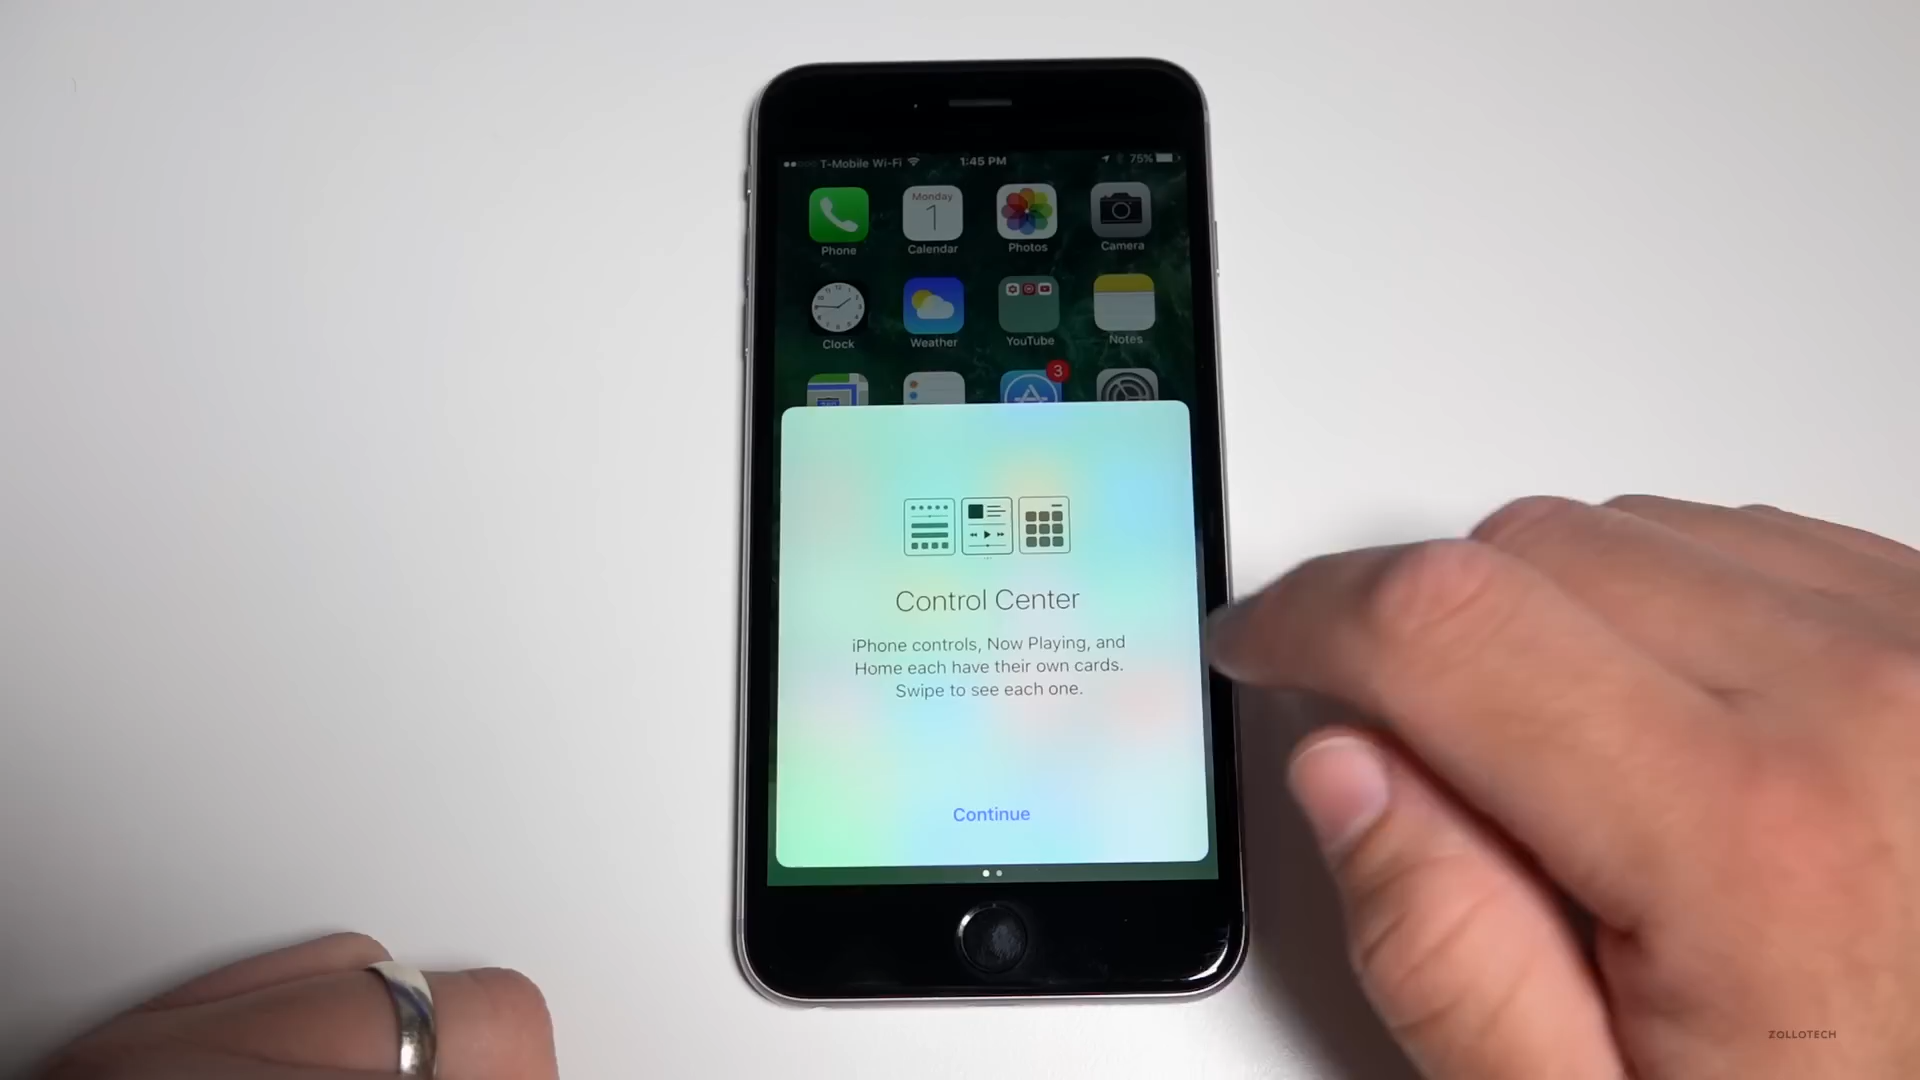 T-Mobile Wi-Fi 1:45 PM 75%
Monday
1
Phone Calendar Photos Camera
Clock Weather YouTube Notes
3
Control Center
iPhone controls, Now Playing, and
Home each have their own cards.
Swipe to see each one.
Continue
ZOLLOTECH